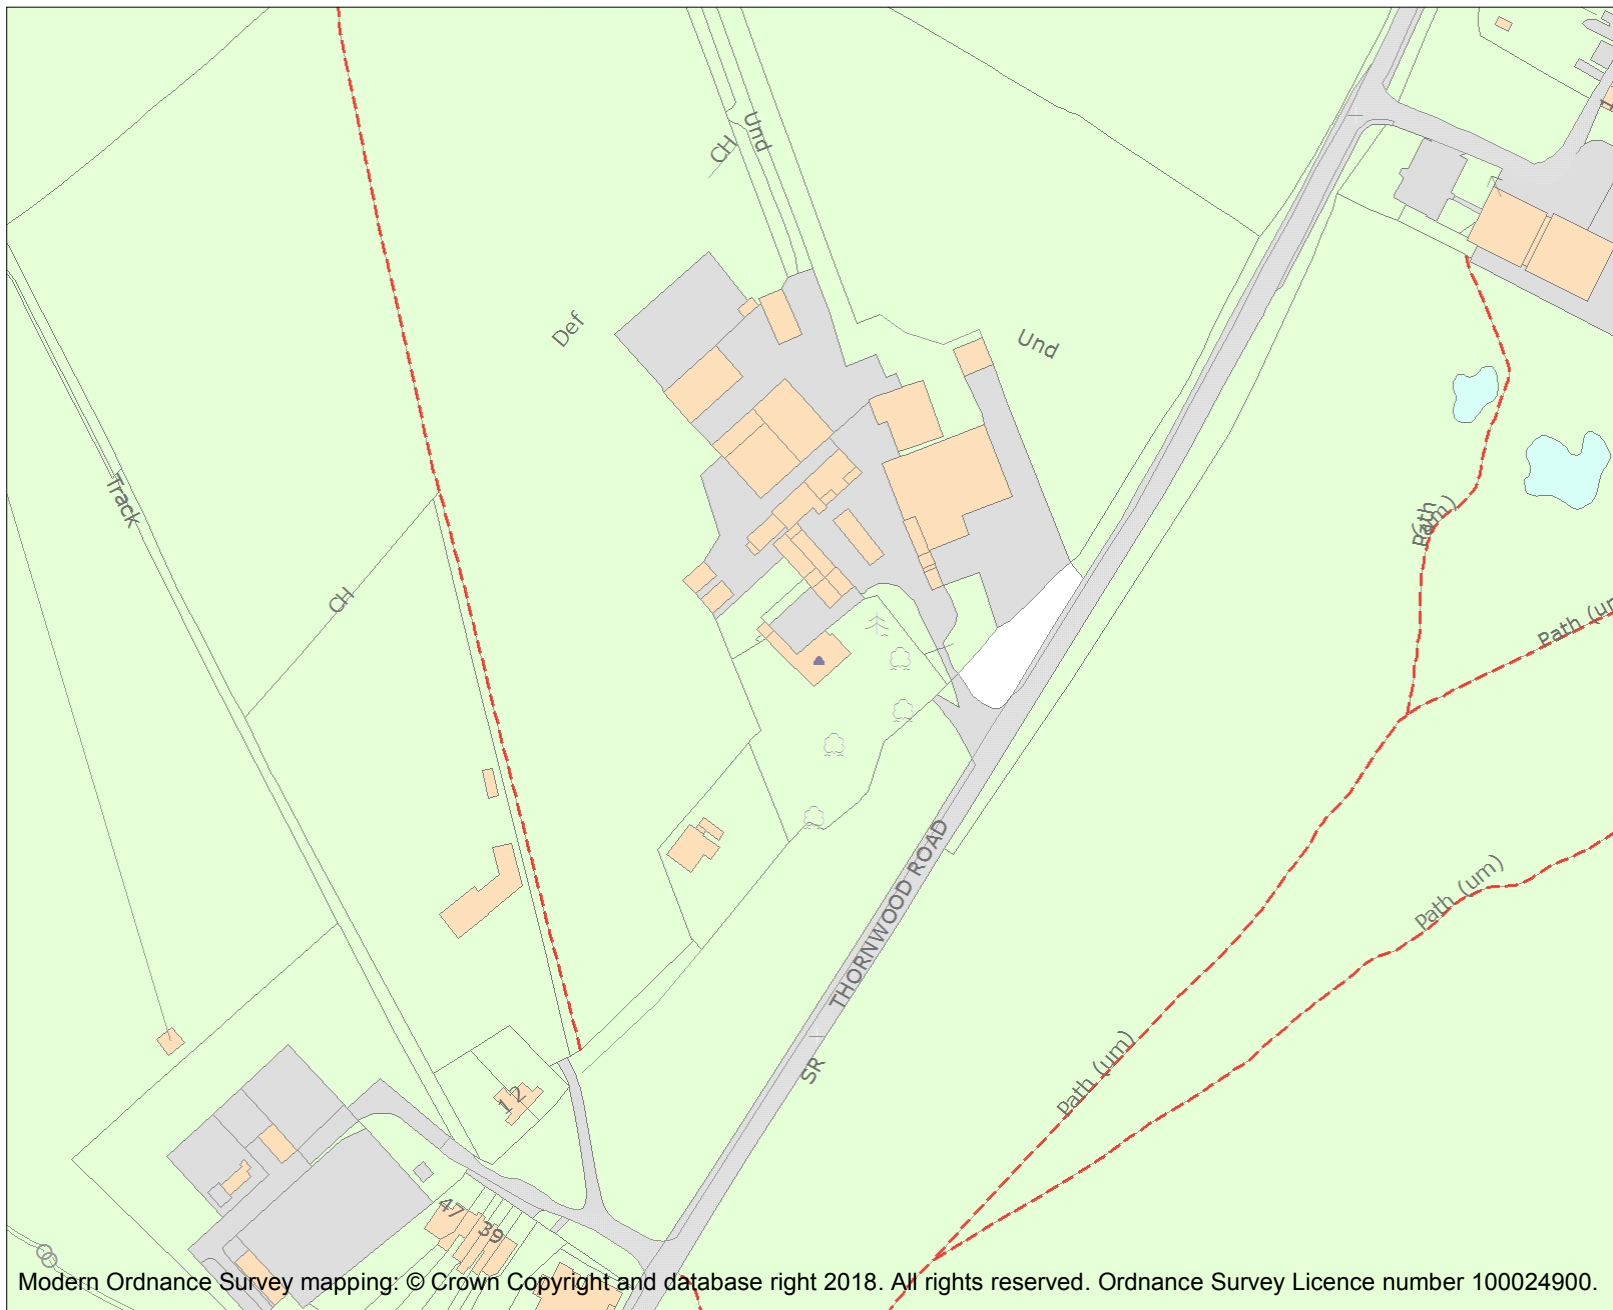 Und
CH
Def
Und
Track
CH
Path
(um)
Path (um)
Path (um)
THORNWOOD ROAD
SR
Path (um)
12
47
39
Modern Ordnance Survey mapping: © Crown Copyright and database right 2018. All rights reserved. Ordnance Survey Licence number 100024900.